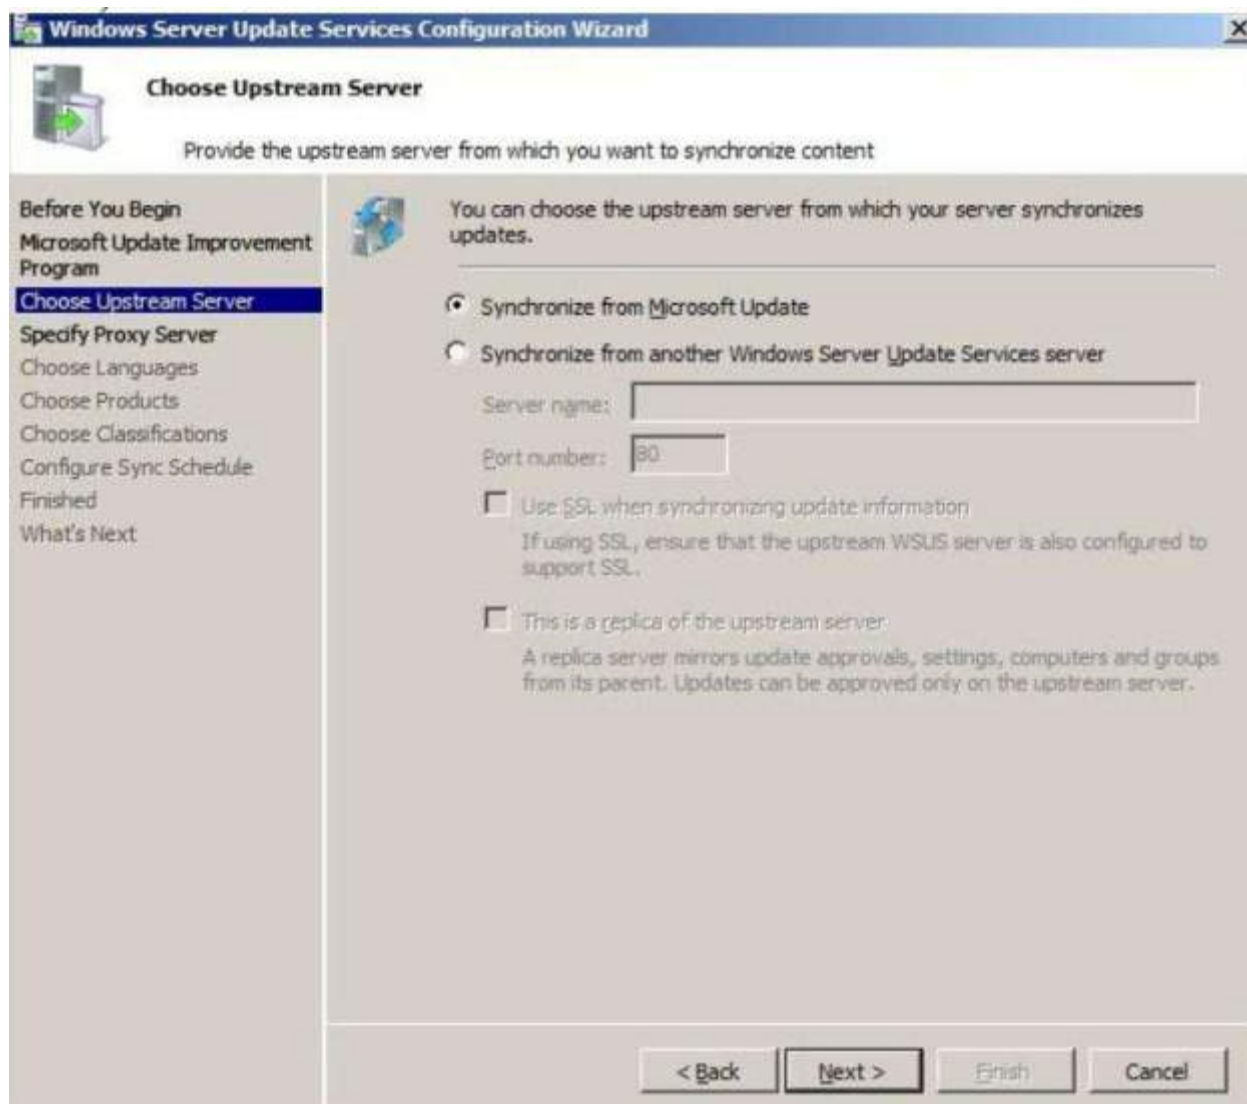 Windows Server Update Services Configuration Wizard
Choose Upstream Server
Provide the upstream server from which you want to synchronize content
Before You Begin
Microsoft Update Improvement
Program
Choose Upstream Server
Specify Proxy Server
Choose Languages
Choose Products
Choose Classifications
Configure Sync Schedule
Finished
What's Next
You can choose the upstream server from which your server synchronizes
updates.
Synchronize from Microsoft Update
Synchronize from another Windows Server Update Services server
Server name:
Port number: 80
Use SSL when synchronizing update information
If using SSL, ensure that the upstream WSUS server is also configured to
support SSL.
This is a replica of the upstream server
A replica server mirrors update approvals, settings, computers and groups
from its parent. Updates can be approved only on the upstream server.
< Back
Next >
Finish
Cancel